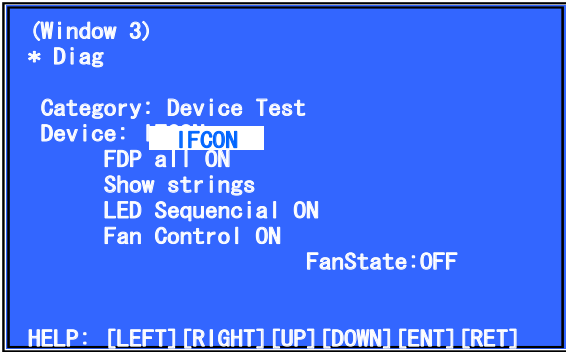 (Window 3)
* Diag
Category: Device Test
Device: IFCON
FDP all ON
Show strings
LED Sequencial ON
Fan Control ON
FanState:OFF
HELP: [LEFT][RIGHT][UP][DOWN][ENT][RET]